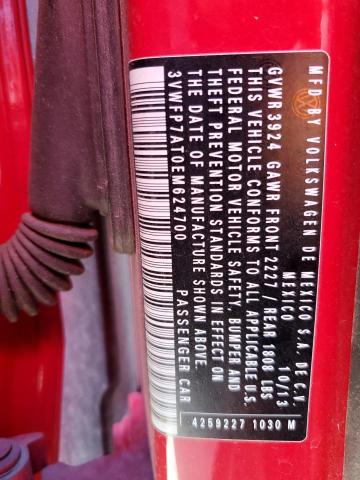 MFD BY VOLKSWAGEN DE MEXICO S.A. DE C.V.
MEXICO 10/13
GVWR 3924 GAWR FRONT 2227 / REAR 1808 LBS
THIS VEHICLE CONFORMS TO ALL APPLICABLE U.S.
FEDERAL MOTOR VEHICLE SAFETY, BUMPER AND
THEFT PREVENTION STANDARDS IN EFFECT ON
THE DATE OF MANUFACTURE SHOWN ABOVE.
3VWFP7AT0EM624700 PASSENGER CAR
4259227 1030 M